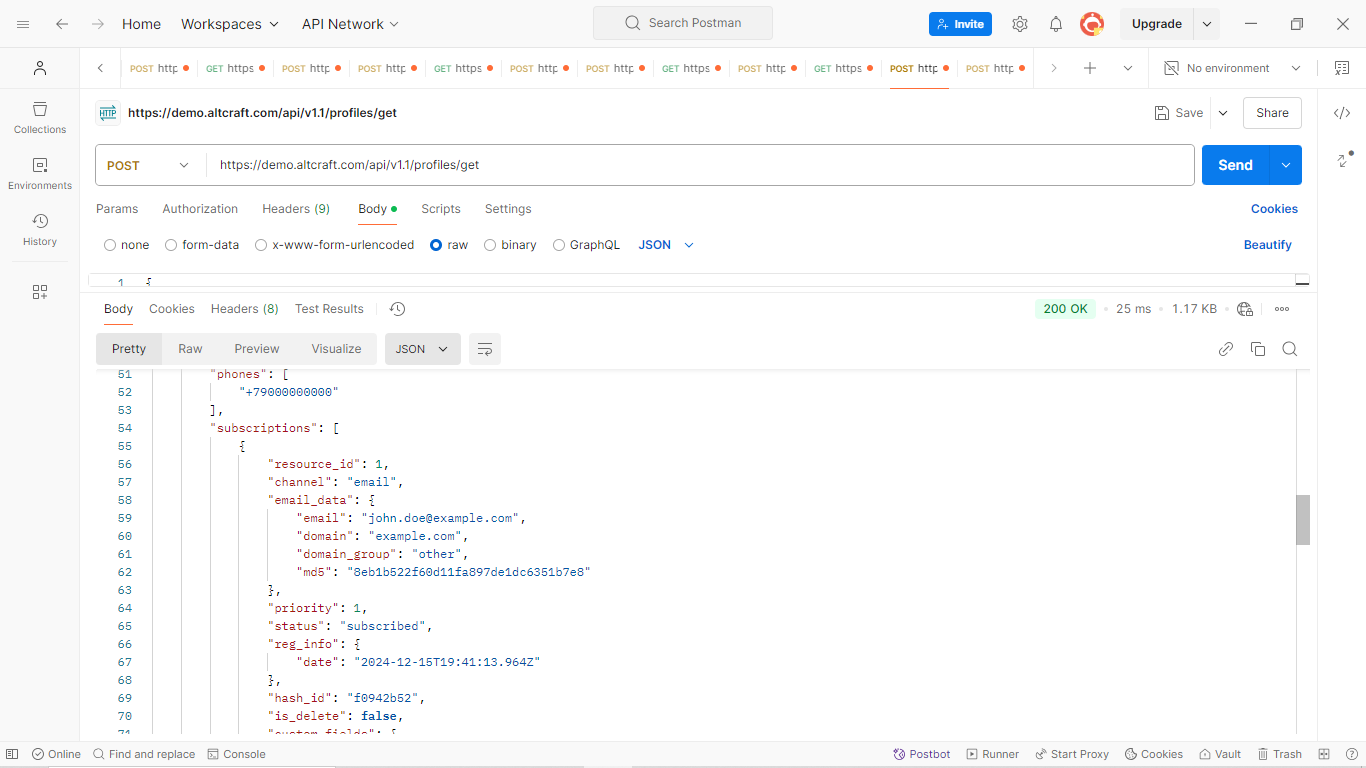 Home Workspaces API Network Search Postman Invite Upgrade
POST http GET https POST http POST http GET https POST http POST http GET https POST http GET https POST http POST http No environment
HTTP https://demo.altcraft.com/api/v1.1/profiles/get Save Share
Collections
Environments
History
POST https://demo.altcraft.com/api/v1.1/profiles/get Send
Params Authorization Headers (9) Body Scripts Settings Cookies
none form-data x-www-form-urlencoded raw binary GraphQL JSON Beautify
1 {
Body Cookies Headers (8) Test Results 200 OK 25 ms 1.17 KB
Pretty Raw Preview Visualize JSON
51 "phones": [
52 "+79000000000"
53 ],
54 "subscriptions": [
55 {
56 "resource_id": 1,
57 "channel": "email",
58 "email_data": {
59 "email": "john.doe@example.com",
60 "domain": "example.com",
61 "domain_group": "other",
62 "md5": "8eb1b522f60d11fa897de1dc6351b7e8"
63 },
64 "priority": 1,
65 "status": "subscribed",
66 "reg_info": {
67 "date": "2024-12-15T19:41:13.964Z"
68 },
69 "hash_id": "f0942b52",
70 "is_delete": false,
71 "custom_fields": {
Online Find and replace Console Postbot Runner Start Proxy Cookies Vault Trash